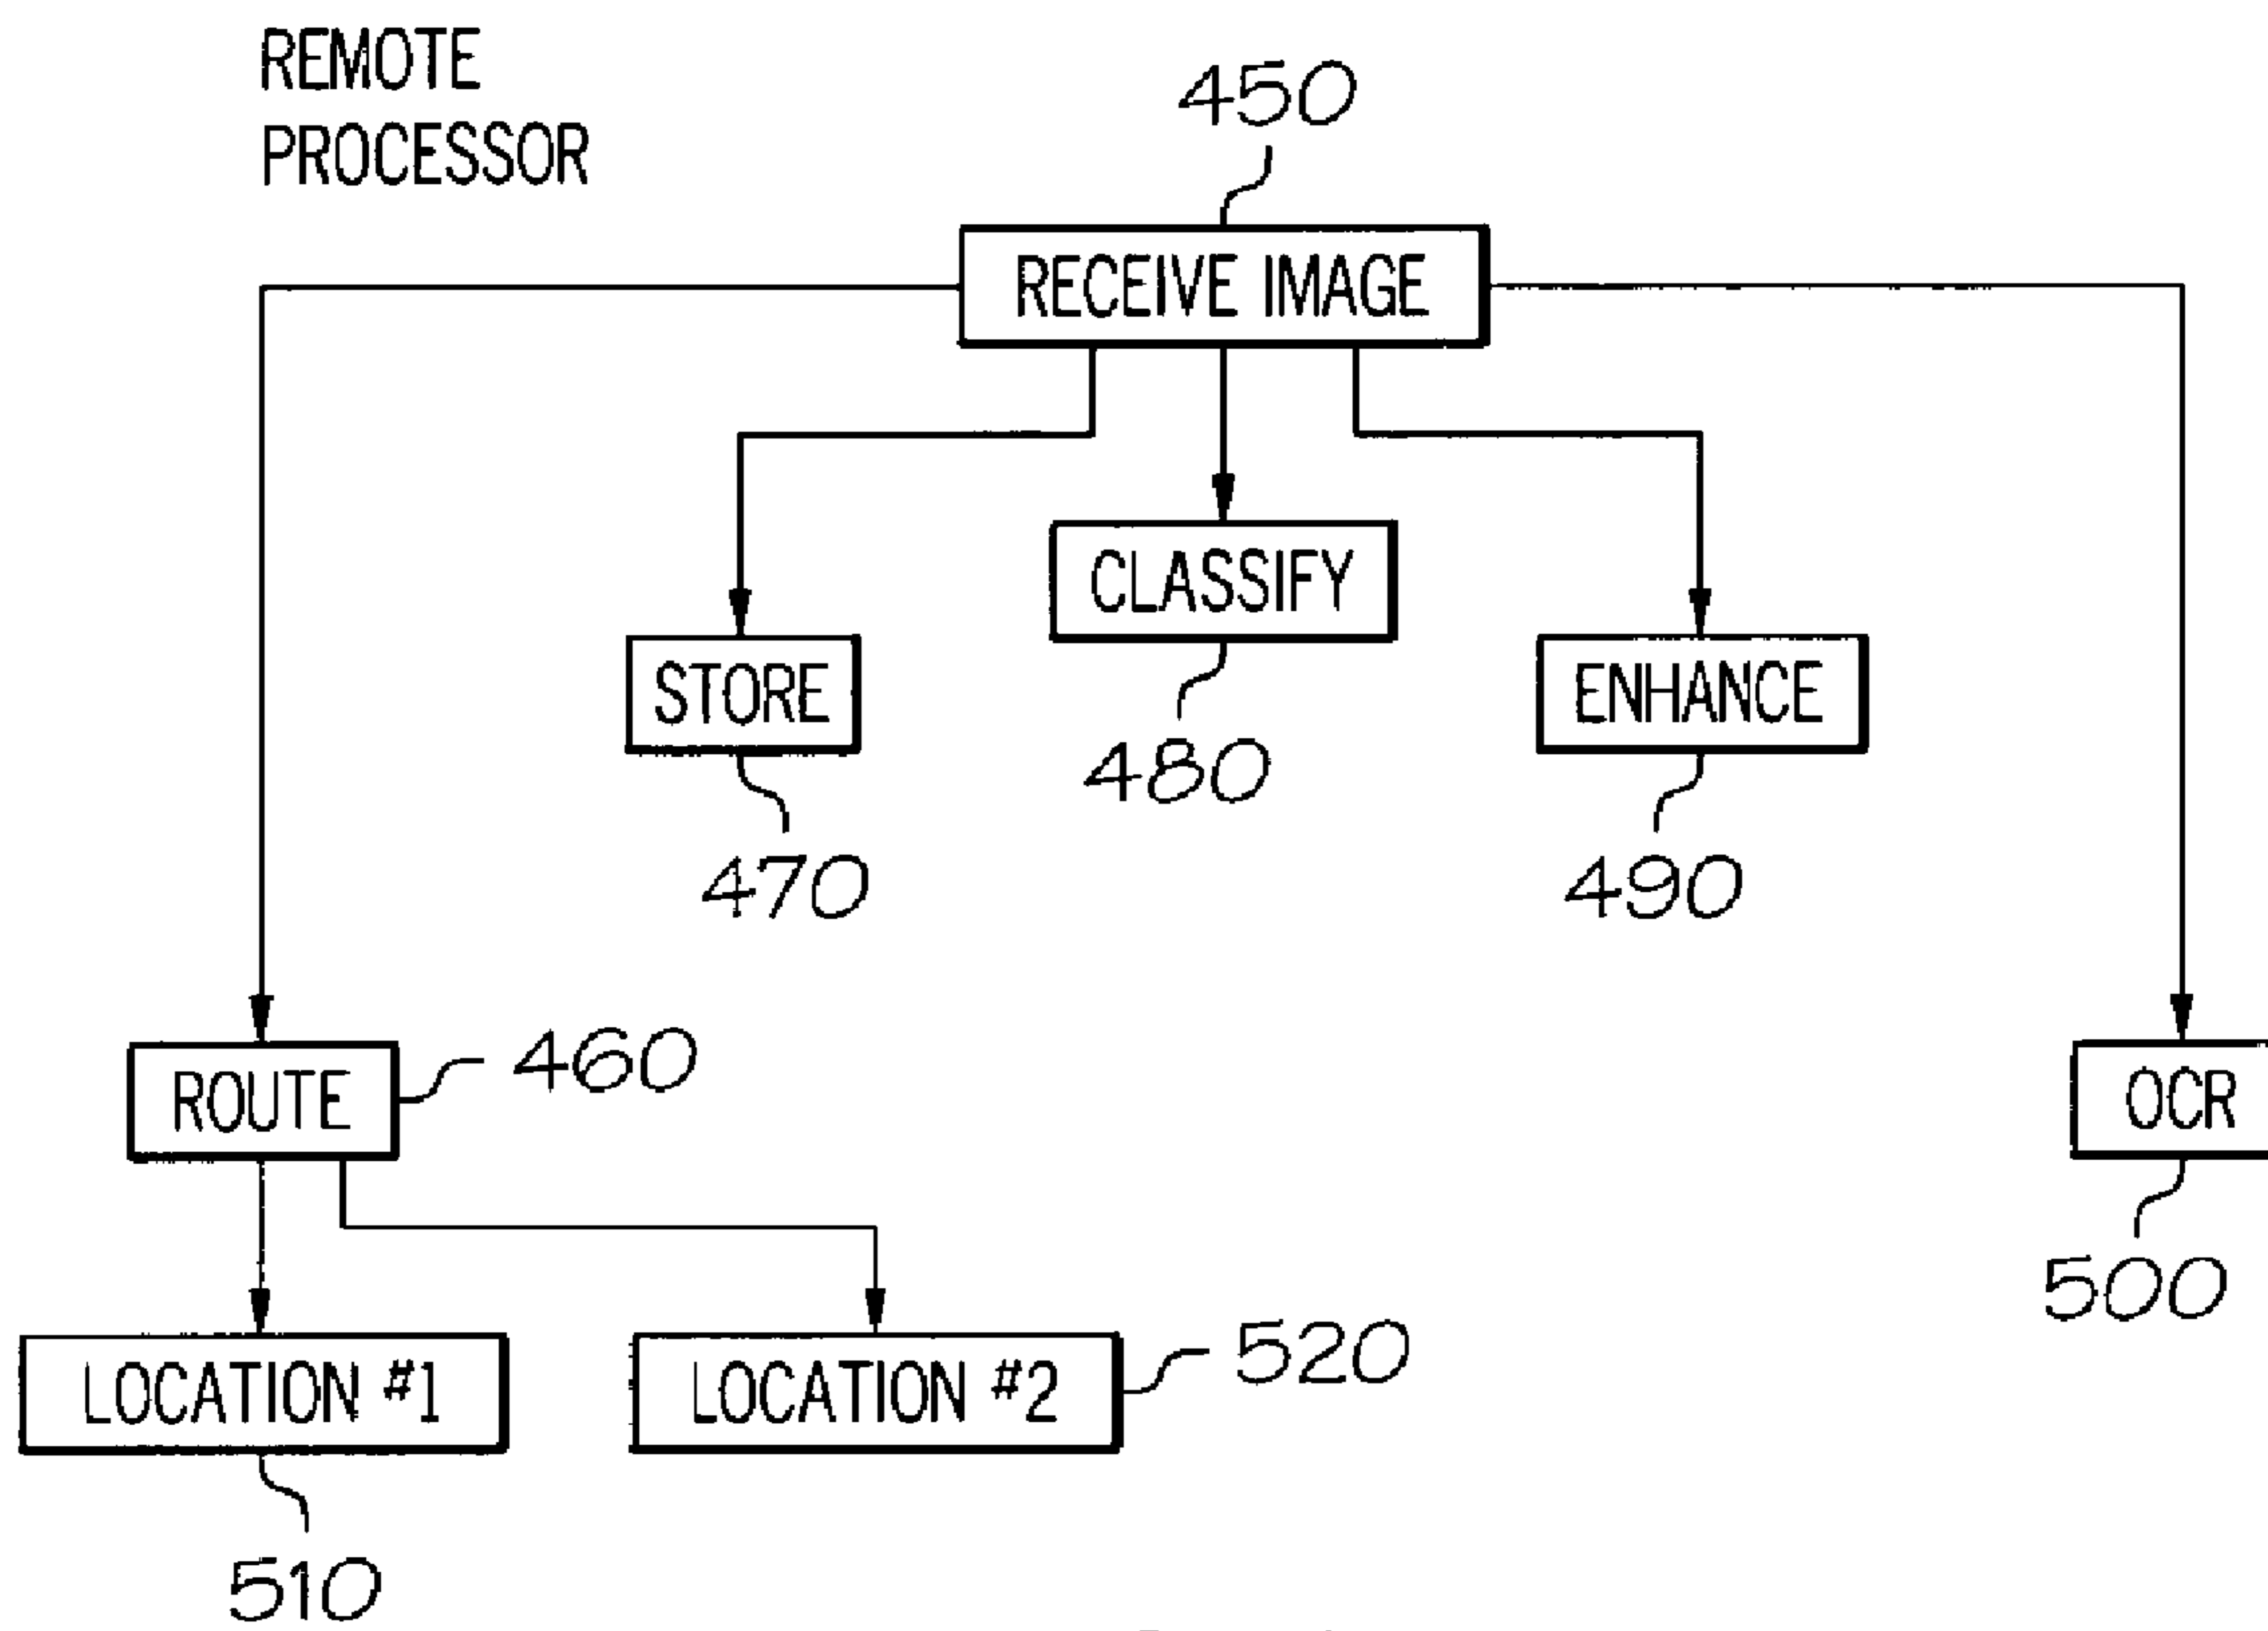 REMOTE
PROCESSOR
450
RECEIVE IMAGE
CLASSIFY
STORE
ENHANCE
480
470
490
ROUTE
460
OCR
500
LOCATION #1
LOCATION #2
520
510